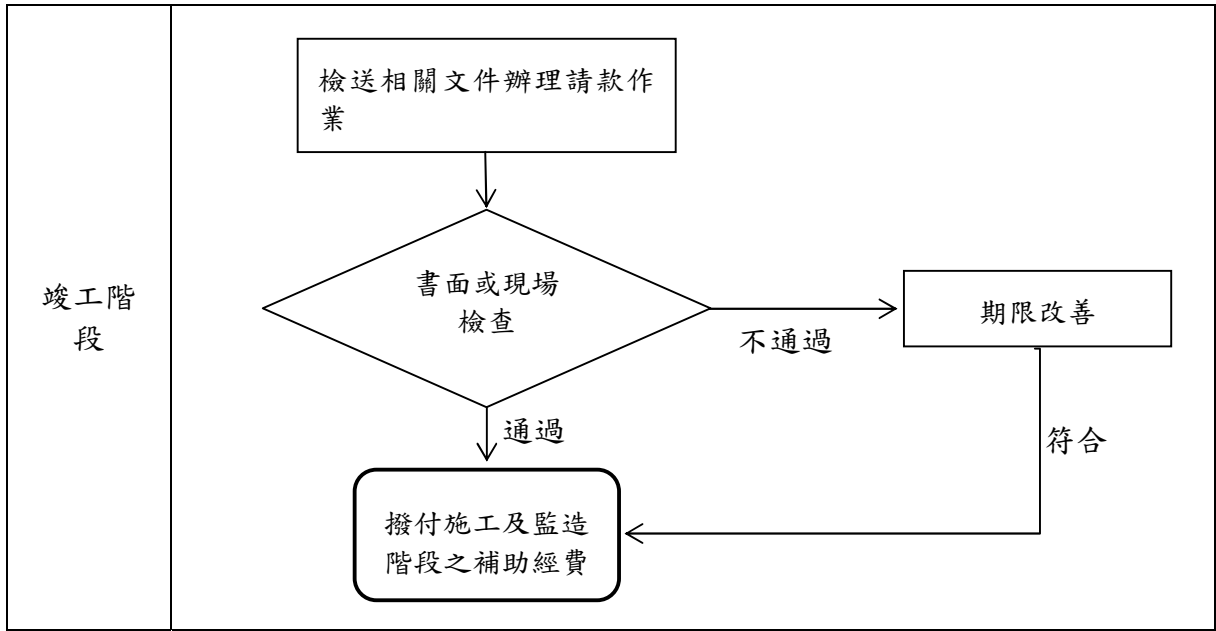 竣工階
段
檢送相關文件辦理請款作
業
書面或現場
檢查
不通過
期限改善
通過
符合
撥付施工及監造
階段之補助經費